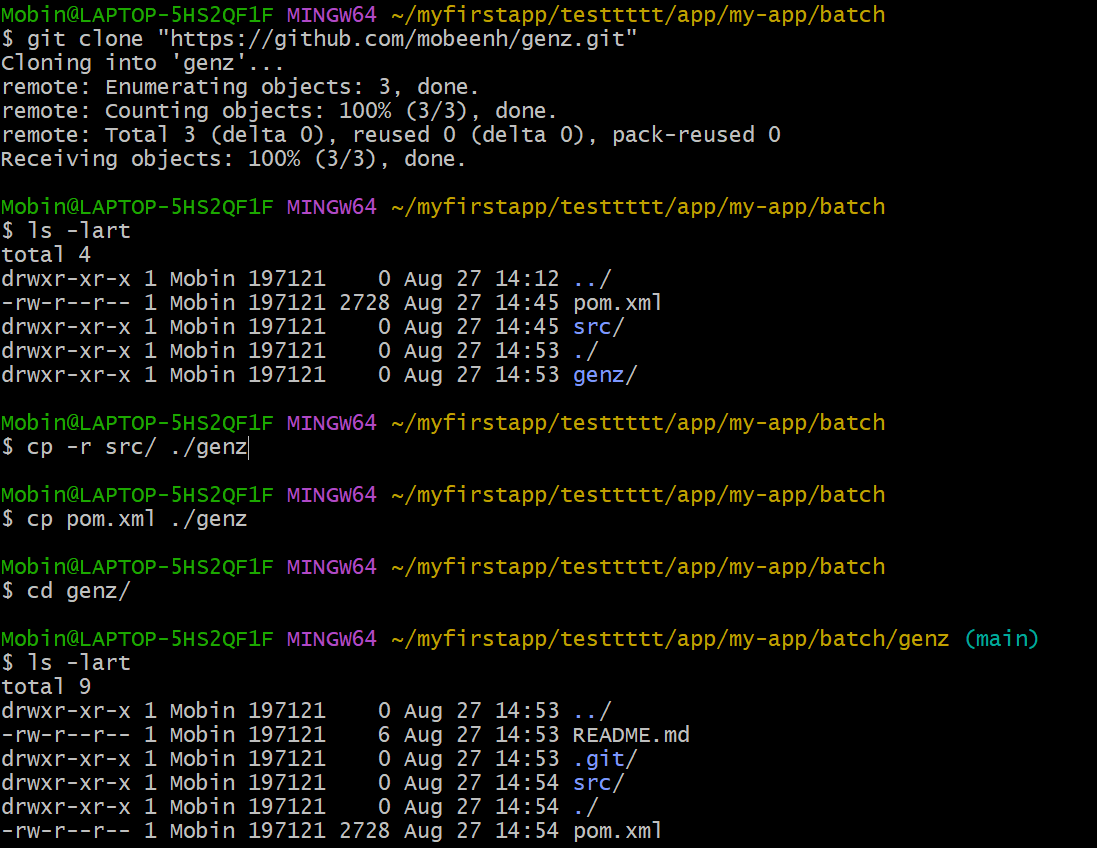 Mobin@LAPTOP-5HS2QF1F MINGW64 ~/myfirstapp/testtttt/app/my-app/batch
$ git clone "https://github.com/mobeenh/genz.git"
Cloning into 'genz'...
remote: Enumerating objects: 3, done.
remote: Counting objects: 100% (3/3), done.
remote: Total 3 (delta 0), reused 0 (delta 0), pack-reused 0
Receiving objects: 100% (3/3), done.
Mobin@LAPTOP-5HS2QF1F MINGW64 ~/myfirstapp/testtttt/app/my-app/batch
$ ls -lart
total 4
drwxr-xr-x 1 Mobin 197121    0 Aug 27 14:12 ../
-rw-r--r-- 1 Mobin 197121 2728 Aug 27 14:45 pom.xml
drwxr-xr-x 1 Mobin 197121    0 Aug 27 14:45 src/
drwxr-xr-x 1 Mobin 197121    0 Aug 27 14:53 ./
drwxr-xr-x 1 Mobin 197121    0 Aug 27 14:53 genz/
Mobin@LAPTOP-5HS2QF1F MINGW64 ~/myfirstapp/testtttt/app/my-app/batch
$ cp -r src/ ./genz
Mobin@LAPTOP-5HS2QF1F MINGW64 ~/myfirstapp/testtttt/app/my-app/batch
$ cp pom.xml ./genz
Mobin@LAPTOP-5HS2QF1F MINGW64 ~/myfirstapp/testtttt/app/my-app/batch
$ cd genz/
Mobin@LAPTOP-5HS2QF1F MINGW64 ~/myfirstapp/testtttt/app/my-app/batch/genz (main)
$ ls -lart
total 9
drwxr-xr-x 1 Mobin 197121    0 Aug 27 14:53 ../
-rw-r--r-- 1 Mobin 197121    6 Aug 27 14:53 README.md
drwxr-xr-x 1 Mobin 197121    0 Aug 27 14:53 .git/
drwxr-xr-x 1 Mobin 197121    0 Aug 27 14:54 src/
drwxr-xr-x 1 Mobin 197121    0 Aug 27 14:54 ./
-rw-r--r-- 1 Mobin 197121 2728 Aug 27 14:54 pom.xml